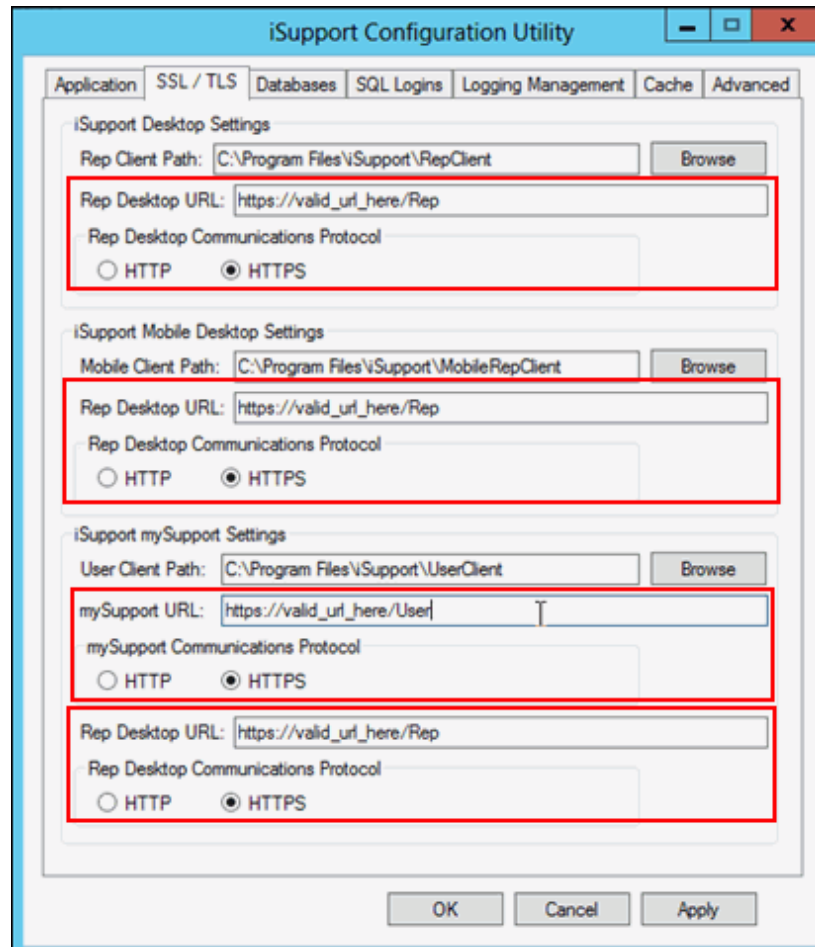 iSupport Configuration Utility
Application SSL / TLS Databases SQL Logins Logging Management Cache Advanced
iSupport Desktop Settings
Rep Client Path: C:\Program Files\iSupport\RepClient Browse
Rep Desktop URL: https://valid_url_here/Rep
Rep Desktop Communications Protocol
HTTP HTTPS
iSupport Mobile Desktop Settings
Mobile Client Path: C:\Program Files\iSupport\MobileRepClient Browse
Rep Desktop URL: https://valid_url_here/Rep
Rep Desktop Communications Protocol
HTTP HTTPS
iSupport mySupport Settings
User Client Path: C:\Program Files\iSupport\UserClient Browse
mySupport URL: https://valid_url_here/User
mySupport Communications Protocol
HTTP HTTPS
Rep Desktop URL: https://valid_url_here/Rep
Rep Desktop Communications Protocol
HTTP HTTPS
OK Cancel Apply